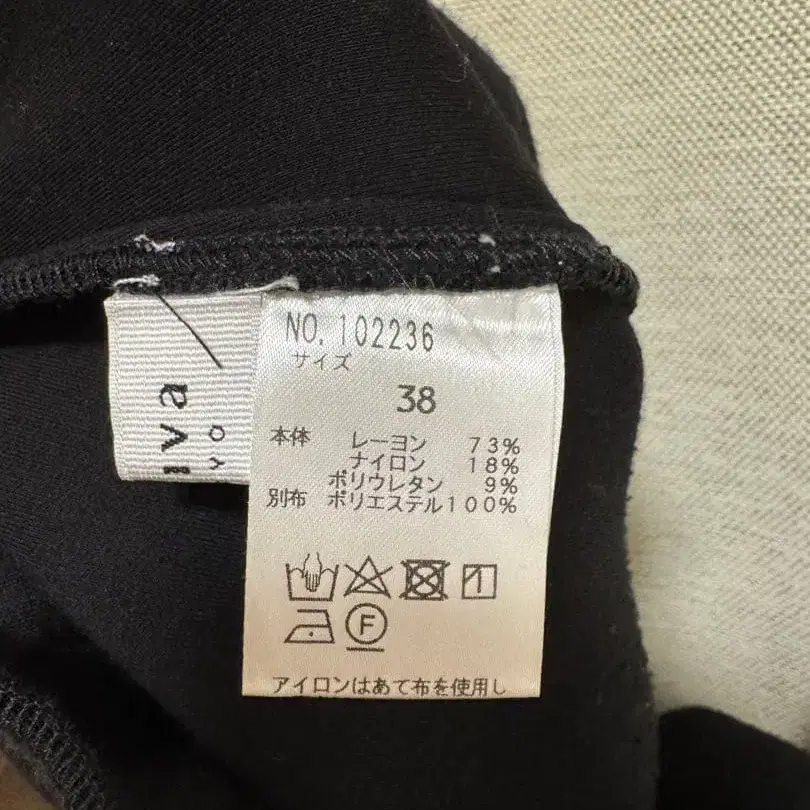 NO. 102236
サイズ
38
本体 レーヨン 73%
ナイロン 18%
ポリウレタン 9%
別布 ポリエステル100%
F
アイロンはあて布を使用し
iva
YO